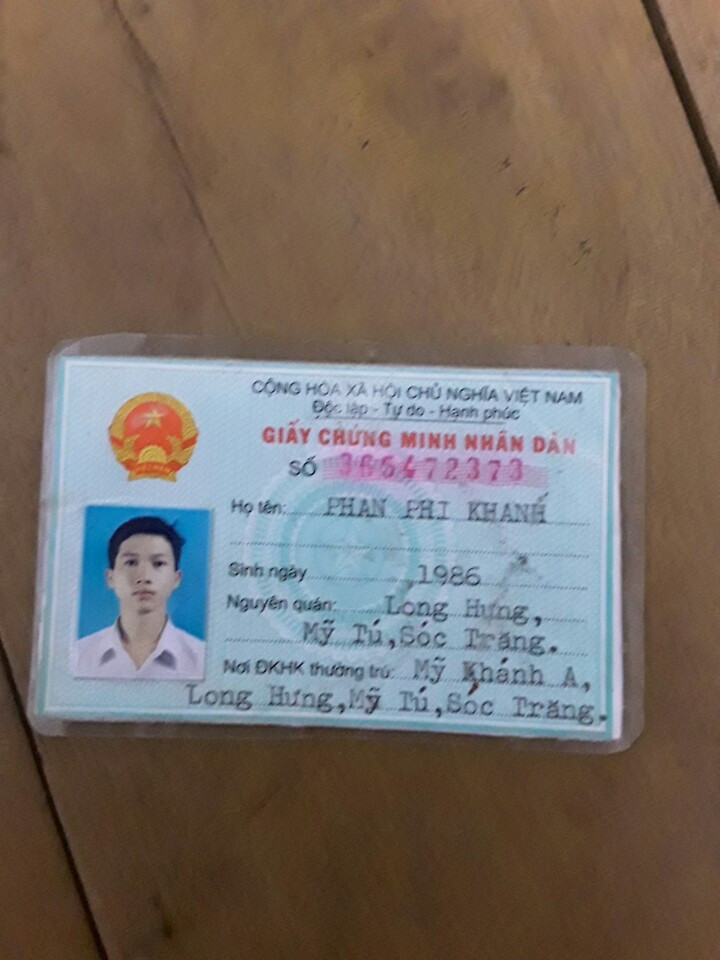 CỘNG HÒA XÃ HỘI CHỦ NGHĨA VIỆT NAM
Độc lập - Tự do - Hạnh phúc
GIẤY CHỨNG MINH NHÂN DÂN
SỐ 365472373
Họ tên: PHAN PHI KHANH
Sinh ngày 1986
Nguyên quán: Long Hưng,
Mỹ Tú, Sóc Trăng.
Nơi ĐKHK thường trú: Mỹ Khánh A,
Long Hưng, Mỹ Tú, Sóc Trăng.